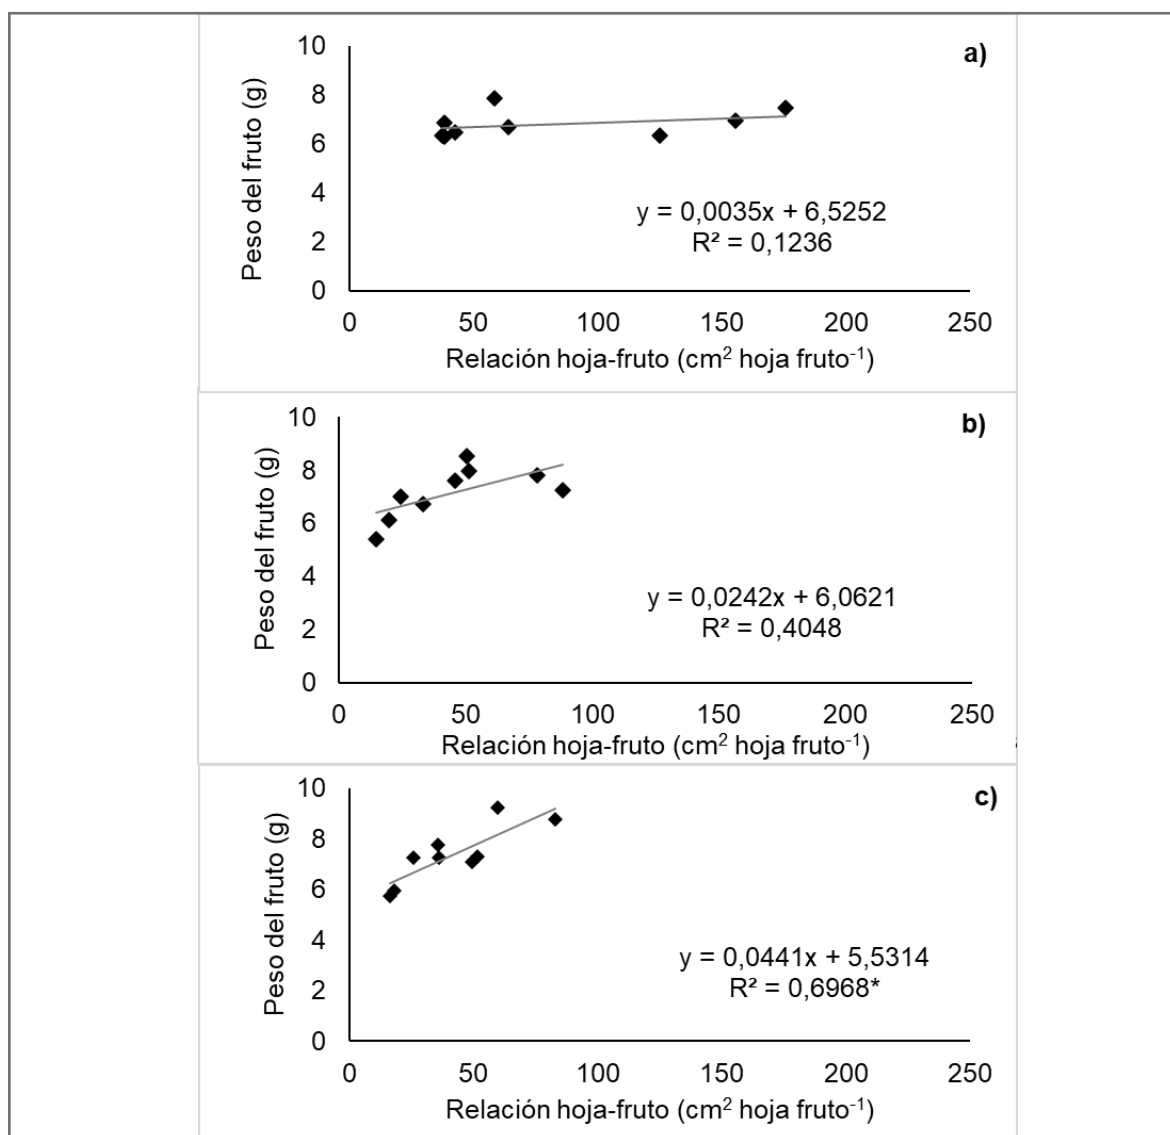 a)
Peso del fruto (g)
10
8
6
4
2
0
y = 0,0035x + 6,5252
R² = 0,1236
0 50 100 150 200 250
Relación hoja-fruto (cm² hoja fruto⁻¹)
b)
Peso del fruto (g)
10
8
6
4
2
0
y = 0,0242x + 6,0621
R² = 0,4048
0 50 100 150 200 250
Relación hoja-fruto (cm² hoja fruto⁻¹)
c)
Peso del fruto (g)
10
8
6
4
2
0
y = 0,0441x + 5,5314
R² = 0,6968*
0 50 100 150 200 250
Relación hoja-fruto (cm² hoja fruto⁻¹)